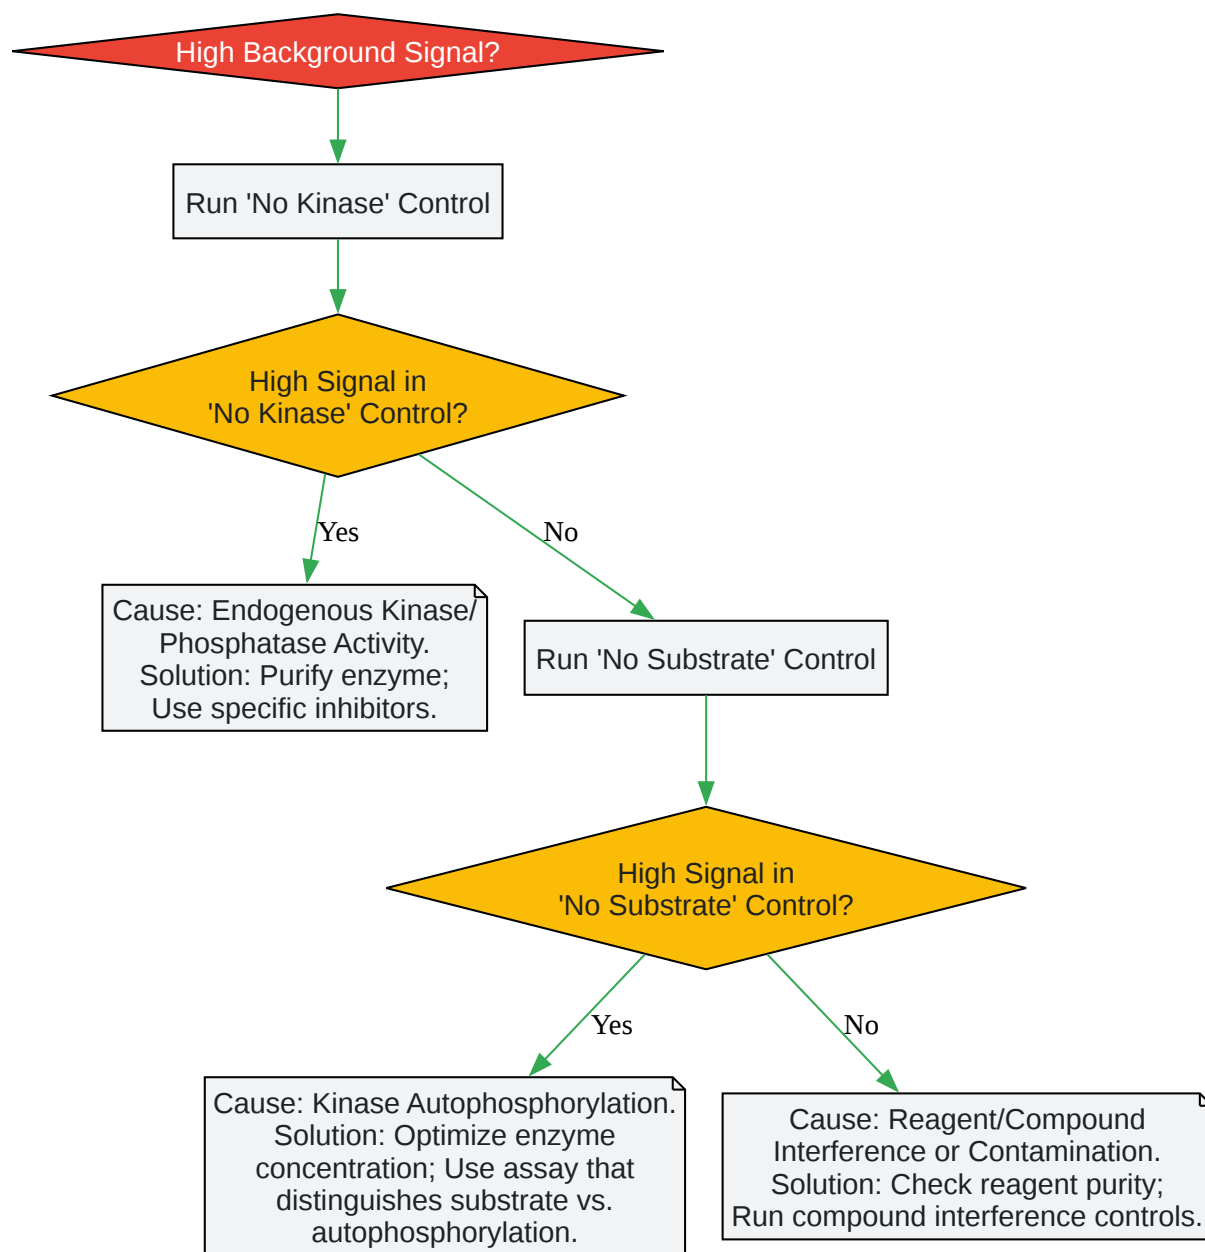 High Background Signal?
Run 'No Kinase' Control
High Signal in
'No Kinase' Control?
Yes
No
Cause: Endogenous Kinase/
Phosphatase Activity.
Solution: Purify enzyme;
Use specific inhibitors.
Run 'No Substrate' Control
High Signal in
'No Substrate' Control?
Yes
No
Cause: Kinase Autophosphorylation.
Solution: Optimize enzyme
concentration; Use assay that
distinguishes substrate vs.
autophosphorylation.
Cause: Reagent/Compound
Interference or Contamination.
Solution: Check reagent purity;
Run compound interference controls.